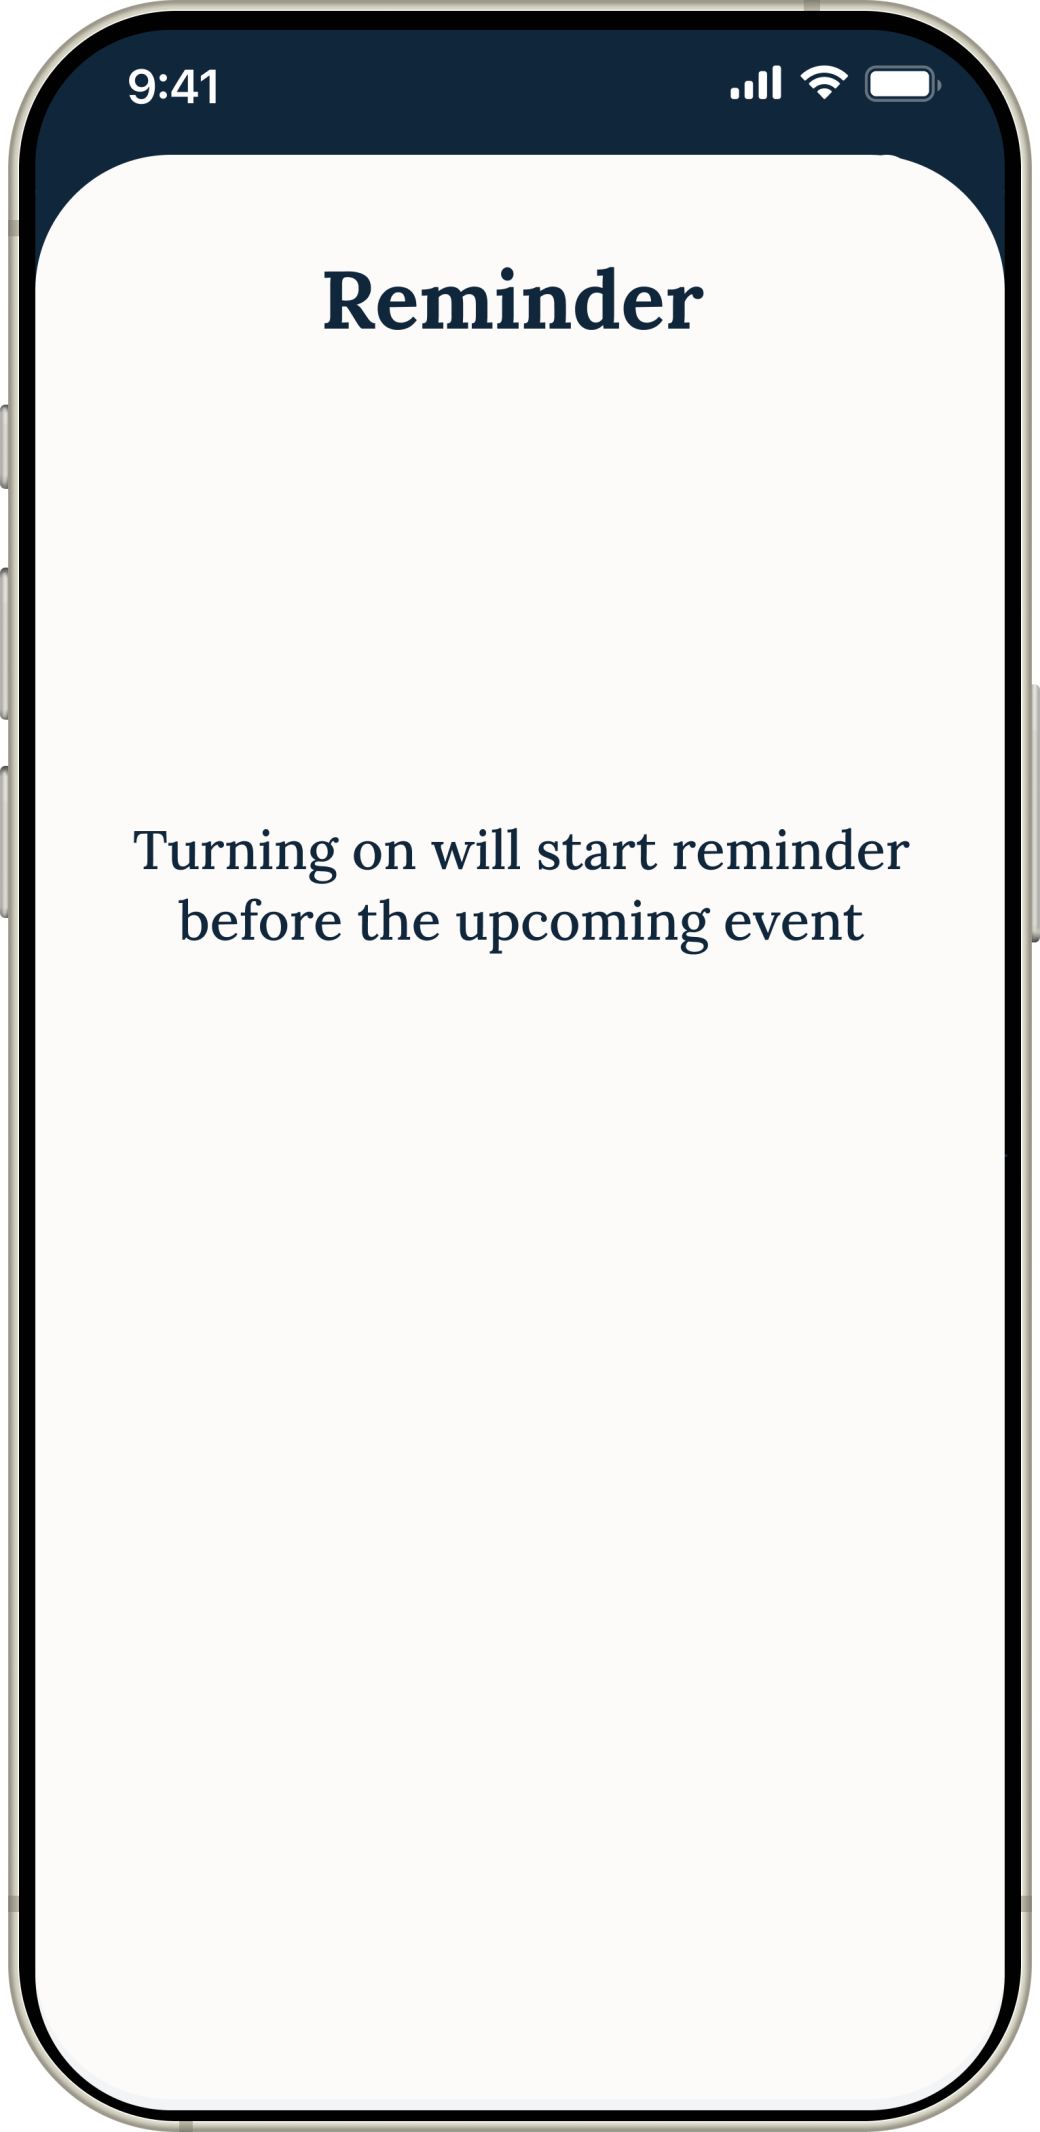 9:41
Reminder
Turning on will start reminder
before the upcoming event